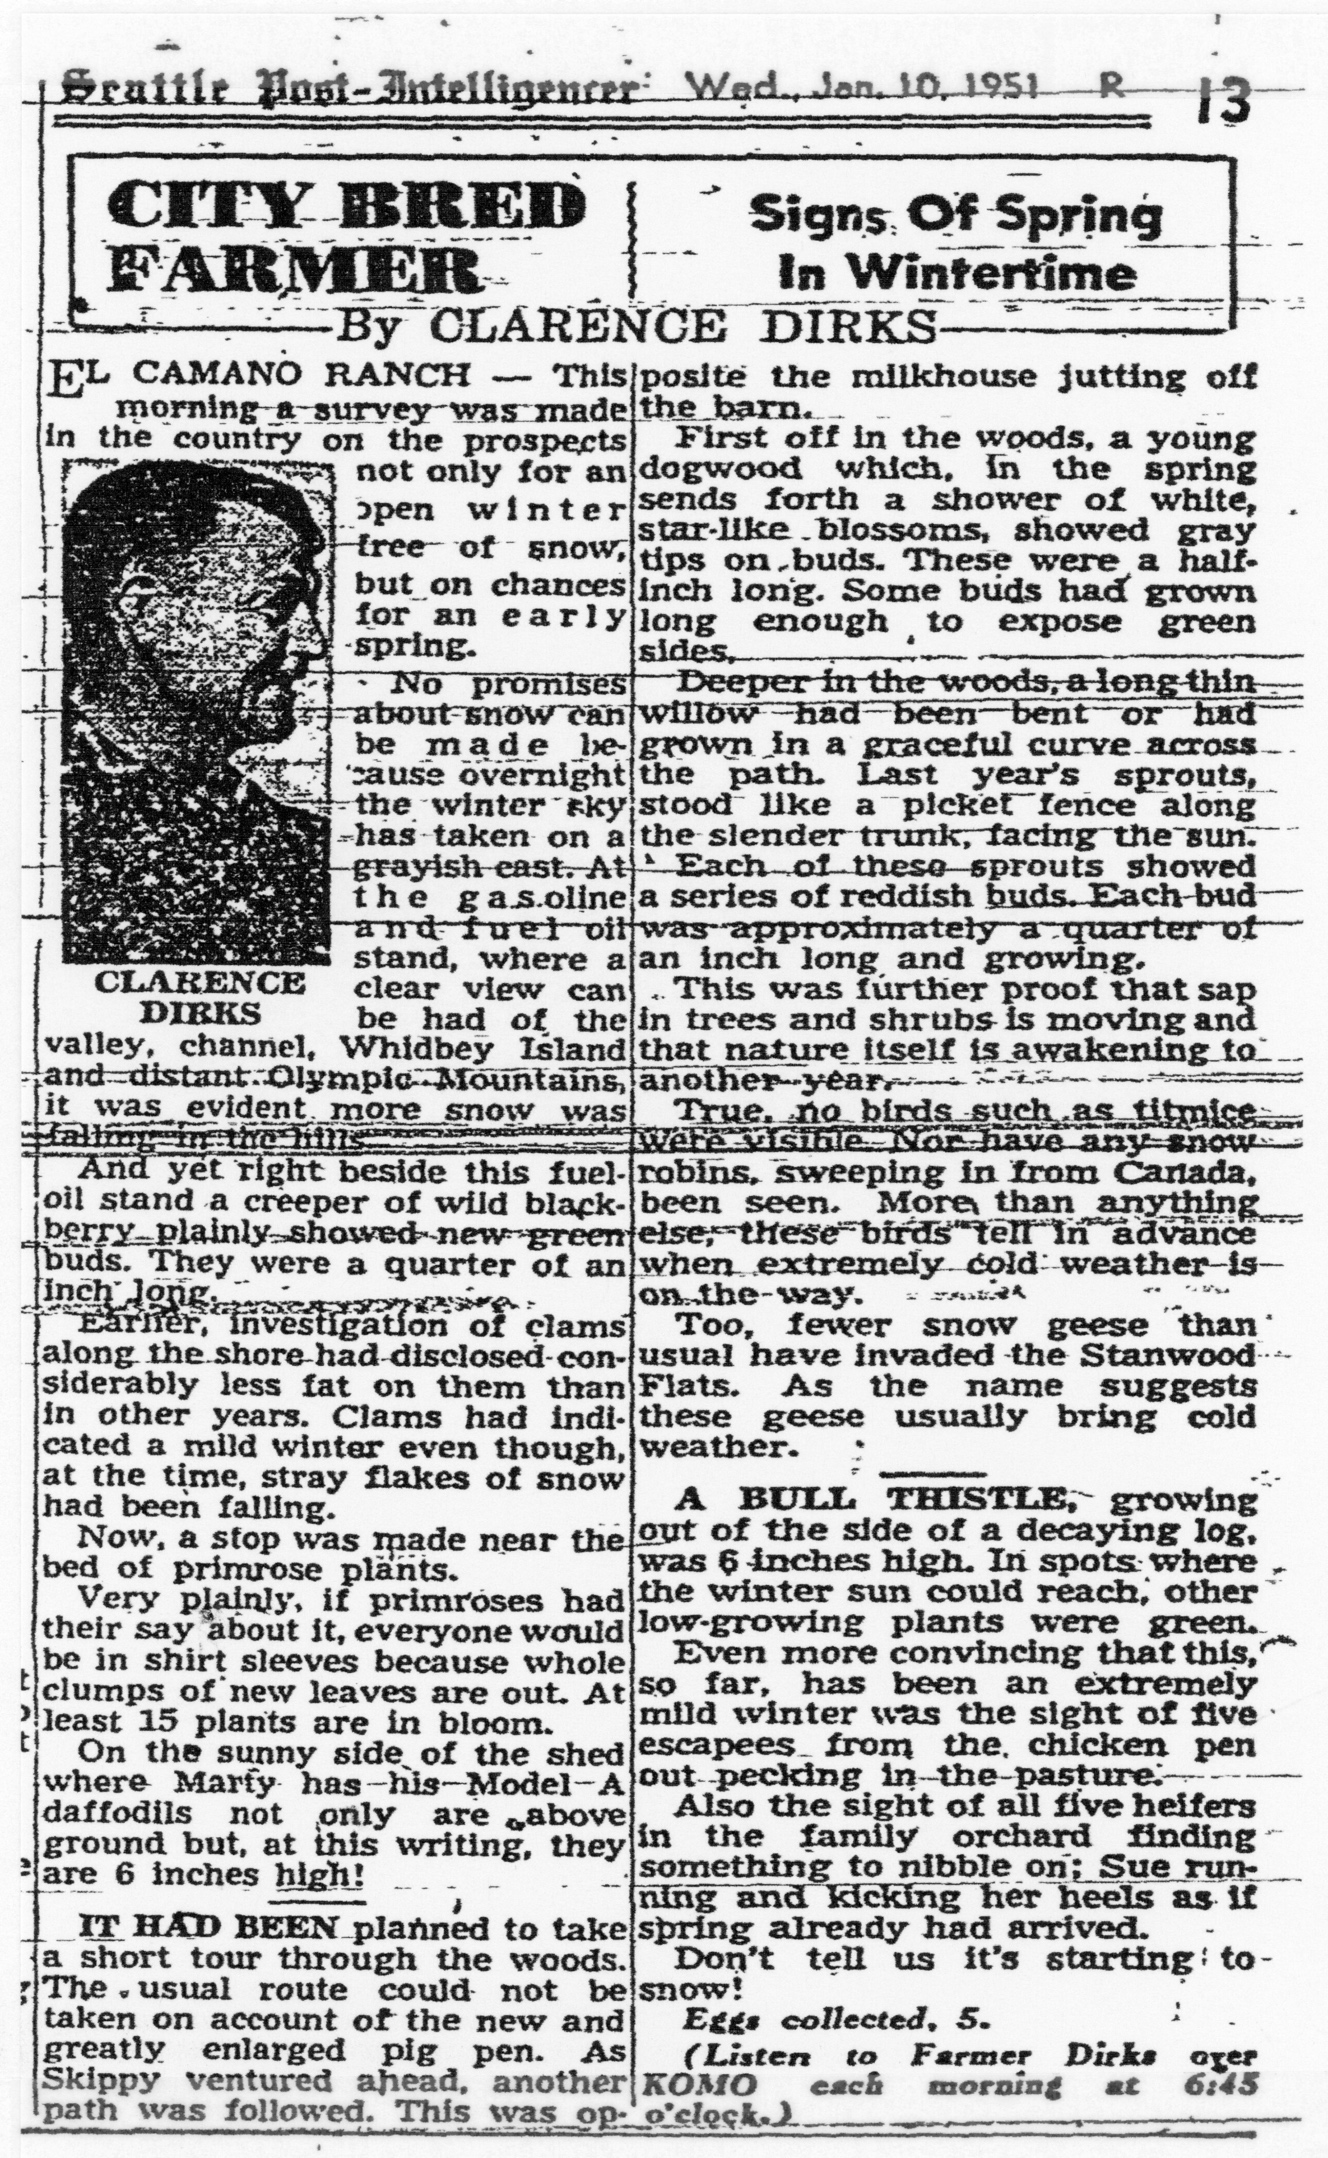 Seattle Post-Intelligencer Wed., Jan. 10, 1951 R 13
CITY BRED
FARMER
Signs Of Spring
In Wintertime
By CLARENCE DIRKS
EL CAMANO RANCH — This
morning a survey was made
in the country on the prospects
not only for an
open winter
free of snow,
but on chances
for an early
spring.
No promises
about snow can
be made be-
cause overnight
the winter sky
has taken on a
grayish cast. At
the gasoline
and fuel oil
stand, where a
clear view can
be had of the
CLARENCE
DIRKS
valley, channel, Whidbey Island
and distant Olympic Mountains,
it was evident more snow was
falling in the hills
And yet right beside this fuel-
oil stand a creeper of wild black-
berry plainly showed new green
buds. They were a quarter of an
inch long.
Earlier, investigation of clams
along the shore had disclosed con-
siderably less fat on them than
in other years. Clams had indi-
cated a mild winter even though,
at the time, stray flakes of snow
had been falling.
Now, a stop was made near the
bed of primrose plants.
Very plainly, if primroses had
their say about it, everyone would
be in shirt sleeves because whole
clumps of new leaves are out. At
least 15 plants are in bloom.
On the sunny side of the shed
where Marty has his Model-A
daffodils not only are above
ground but, at this writing, they
are 6 inches high!
IT HAD BEEN planned to take
a short tour through the woods.
The usual route could not be
taken on account of the new and
greatly enlarged pig pen. As
Skippy ventured ahead, another
path was followed. This was op-
posite the milkhouse jutting off
the barn.
First off in the woods, a young
dogwood which, in the spring
sends forth a shower of white,
star-like blossoms, showed gray
tips on buds. These were a half-
inch long. Some buds had grown
long enough to expose green
sides.
Deeper in the woods, a long thin
willow had been bent or had
grown in a graceful curve across
the path. Last year's sprouts,
stood like a picket fence along
the slender trunk, facing the sun.
Each of these sprouts showed
a series of reddish buds. Each bud
was approximately a quarter of
an inch long and growing.
This was further proof that sap
in trees and shrubs is moving and
that nature itself is awakening to
another year.
True, no birds such as titmice
were visible. Nor have any snow
robins, sweeping in from Canada,
been seen. More than anything
else, these birds tell in advance
when extremely cold weather is
on the way.
Too, fewer snow geese than
usual have invaded the Stanwood
Flats. As the name suggests
these geese usually bring cold
weather.
A BULL THISTLE, growing
out of the side of a decaying log,
was 6 inches high. In spots where
the winter sun could reach, other
low-growing plants were green.
Even more convincing that this,
so far, has been an extremely
mild winter was the sight of five
escapees from the chicken pen
out pecking in the pasture.
Also the sight of all five heifers
in the family orchard finding
something to nibble on; Sue run-
ning and kicking her heels as if
spring already had arrived.
Don't tell us it's starting to
snow!
Eggs collected, 5.
(Listen to Farmer Dirks over
KOMO each morning at 6:45
o'clock.)